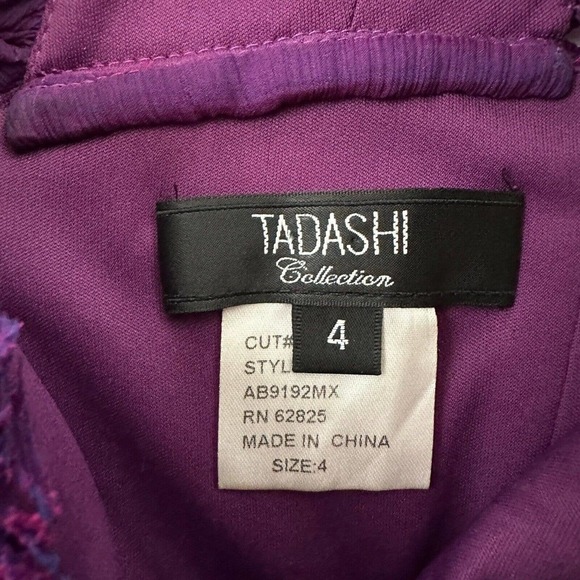 TADASHI
Collection
4
CUT#
STYL
AB9192MX
RN 62825
MADE IN CHINA
SIZE:4